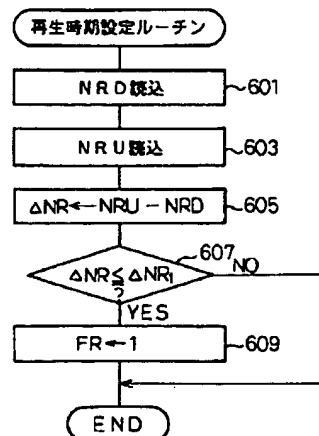 再生時期設定ルーチン
NRD読込
601
NRU読込
603
ΔNR←NRU－NRD
605
607
ΔNR≦ΔNR₁
?
NO
YES
FR←1
609
END